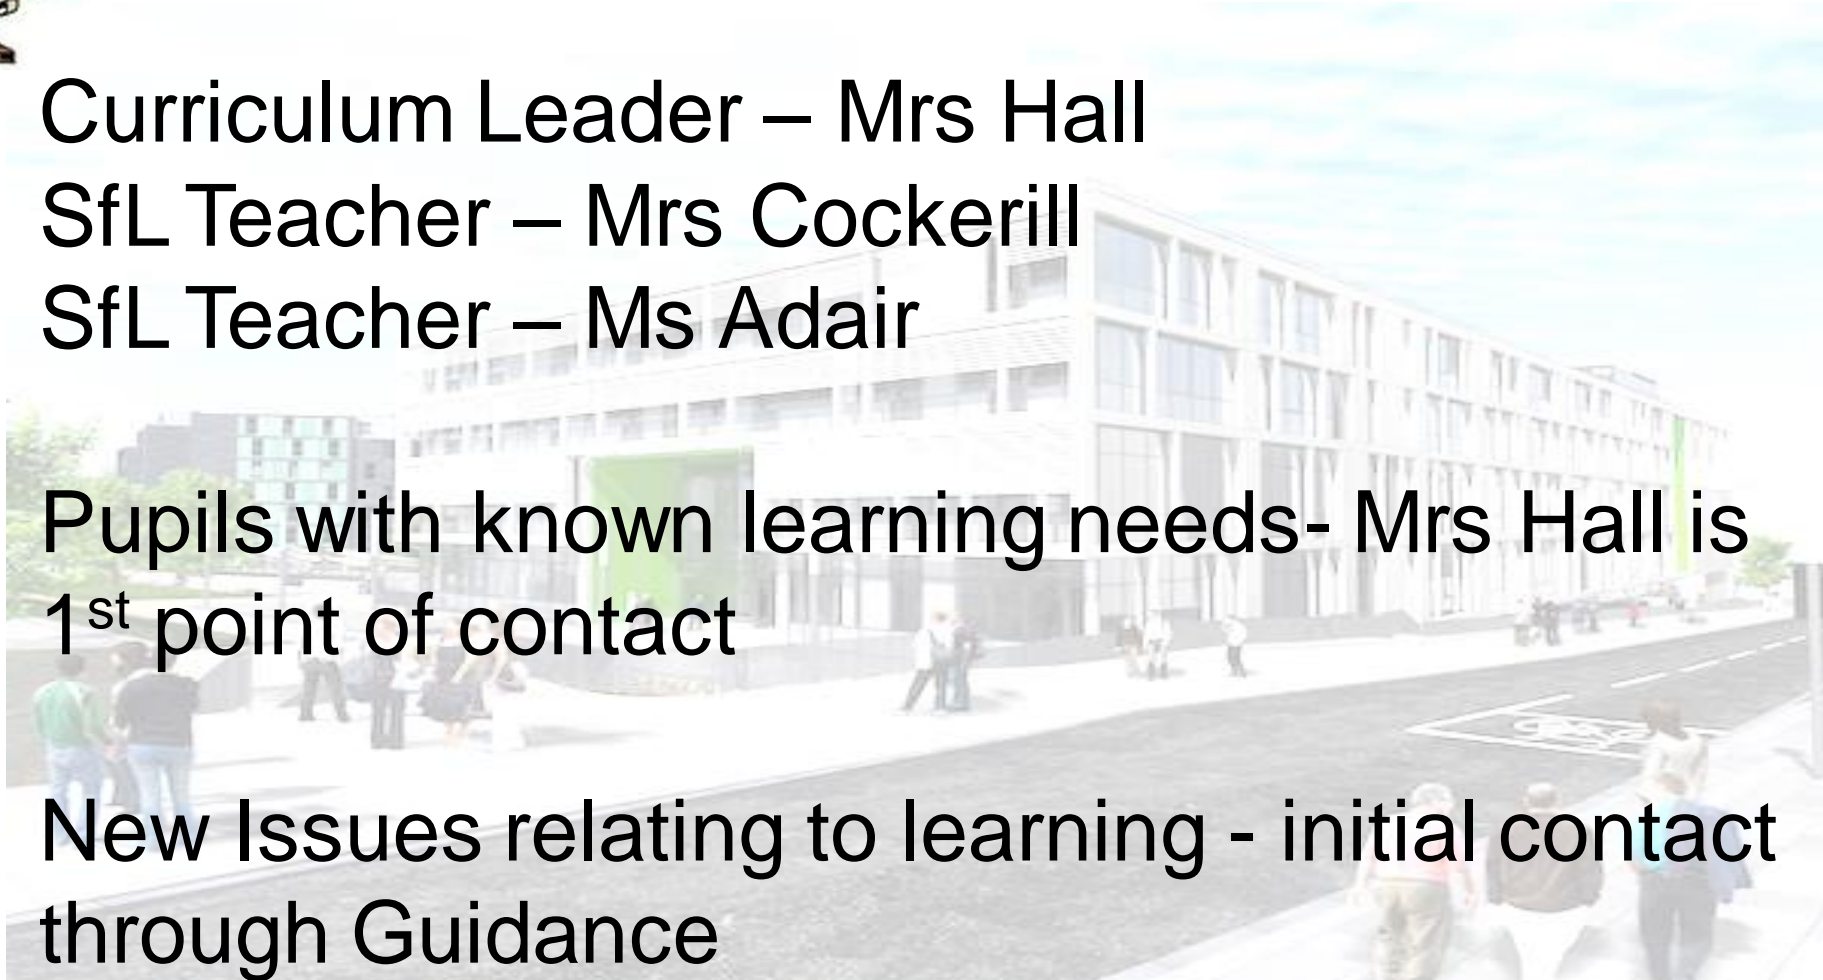 Curriculum Leader – Mrs Hall
SfL Teacher – Mrs Cockerill
SfL Teacher – Ms Adair
Pupils with known learning needs- Mrs Hall is
1st point of contact
New Issues relating to learning - initial contact
through Guidance